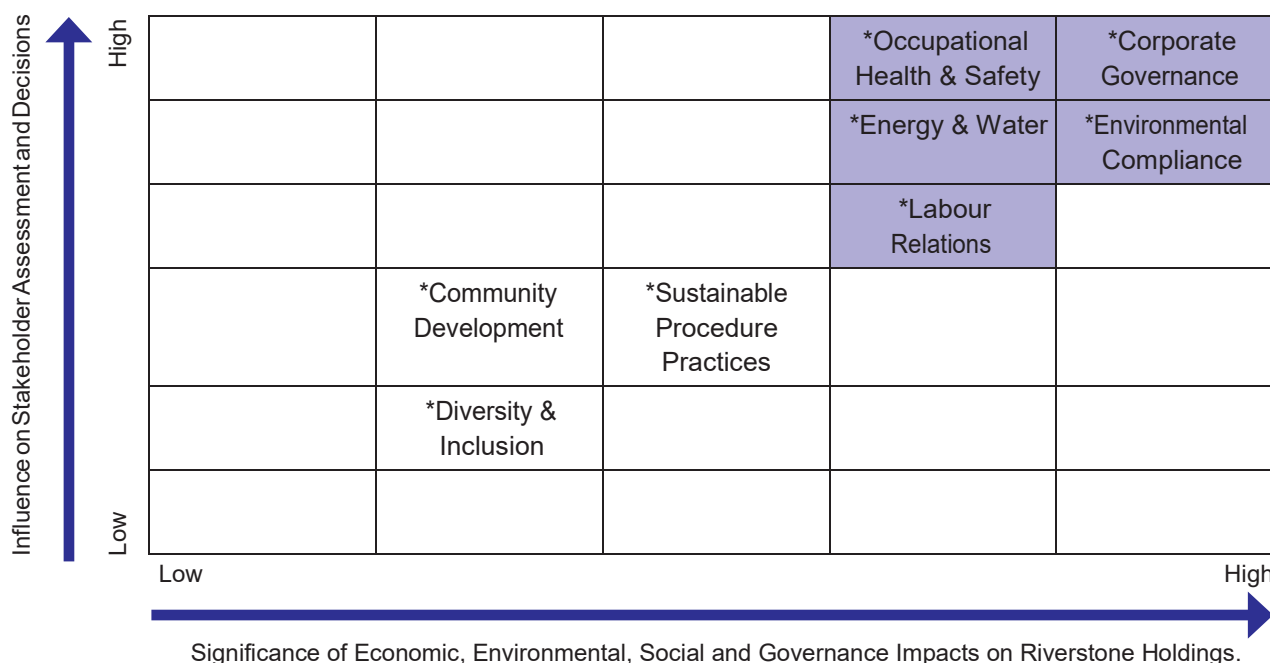 Influence on Stakeholder Assessment and Decisions
High
*Occupational
Health & Safety
*Corporate
Governance
*Energy & Water
*Environmental
Compliance
*Labour
Relations
*Community
Development
*Sustainable
Procedure
Practices
*Diversity &
Inclusion
Low
Low
High
Significance of Economic, Environmental, Social and Governance Impacts on Riverstone Holdings.